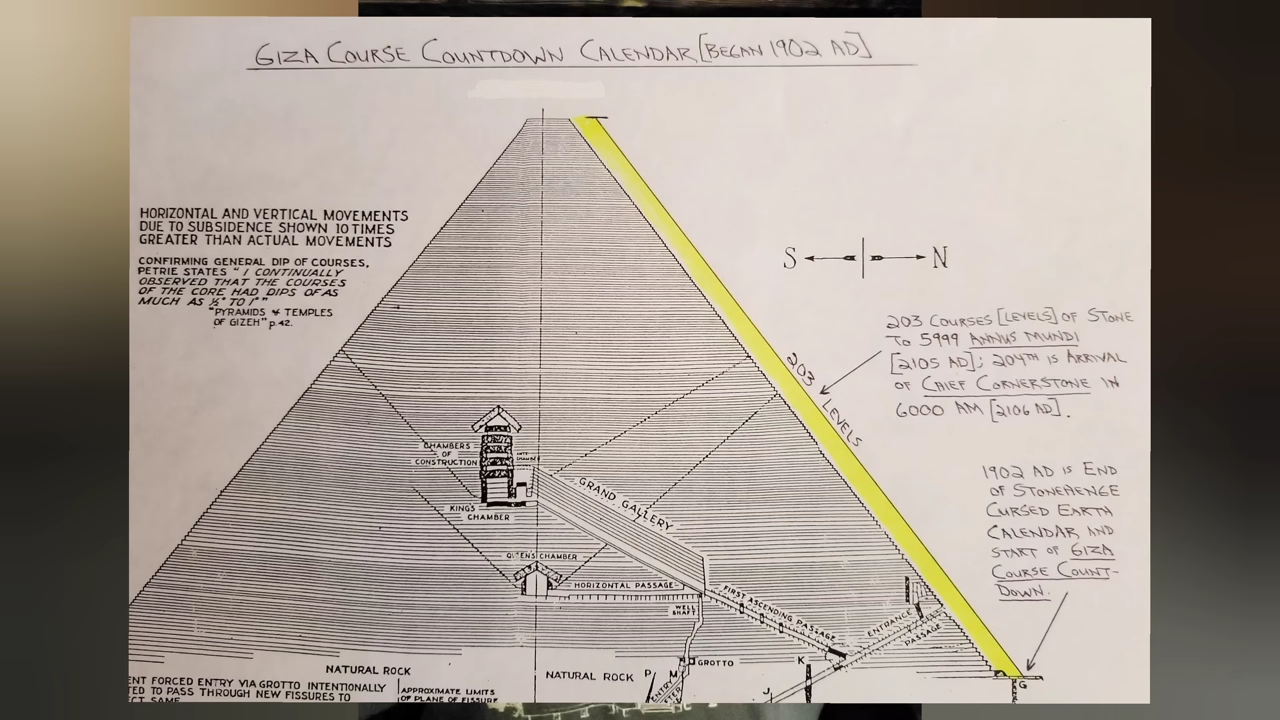 GIZA COURSE COUNTDOWN CALENDAR [BEGAN 1902 AD]
HORIZONTAL AND VERTICAL MOVEMENTS
DUE TO SUBSIDENCE SHOWN 10 TIMES
GREATER THAN ACTUAL MOVEMENTS
CONFIRMING GENERAL DIP OF COURSES,
PETRIE STATES "I CONTINUALLY
OBSERVED THAT THE COURSES
OF THE CORE HAD DIPS OF AS
MUCH AS ½" TO 1""
"PYRAMIDS & TEMPLES
OF GIZEH" p.42.
S N
203 COURSES [LEVELS] OF STONE
TO 5999 ANNUS MUNDI
[2105 AD]; 204TH IS ARRIVAL
OF CHIEF CORNERSTONE IN
6000 AM [2106 AD].
203 LEVELS
1902 AD IS END
OF STONEHENGE
CURSED EARTH
CALENDAR AND
START OF GIZA
COURSE COUNT-
DOWN.
CHAMBERS
OF
CONSTRUCTION
KING'S
CHAMBER
GRAND GALLERY
QUEEN'S CHAMBER
HORIZONTAL PASSAGE
WELL
SHAFT
FIRST ASCENDING PASSAGE
ENTRANCE
PASSAGE
GROTTO
NATURAL ROCK
NATURAL ROCK
P M K J G
ENT FORCED ENTRY VIA GROTTO INTENTIONALLY
TED TO PASS THROUGH NEW FISSURES TO
APPROXIMATE LIMITS
OF PLANE OF FISSURE